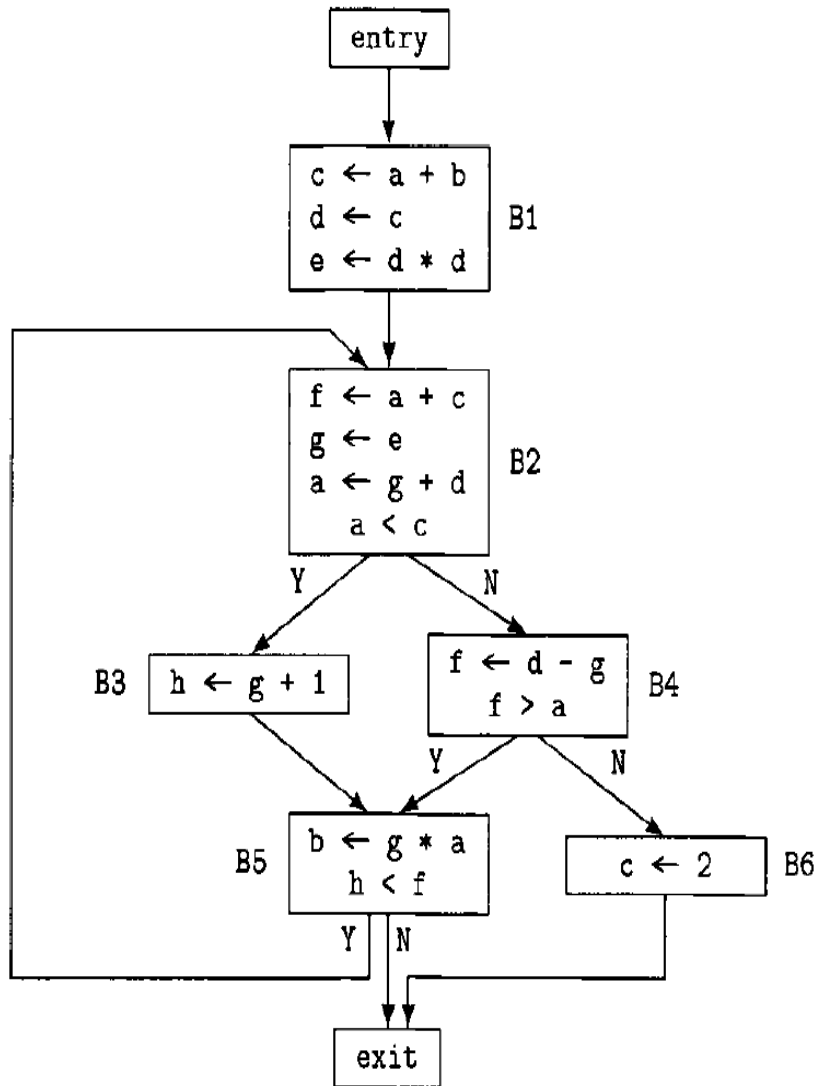 entry
c ← a + b
d ← c
e ← d * d
B1
f ← a + c
g ← e
a ← g + d
a < c
B2
Y
N
B3
h ← g + 1
f ← d - g
f > a
B4
Y
N
B5
b ← g * a
h < f
c ← 2
B6
Y
N
exit